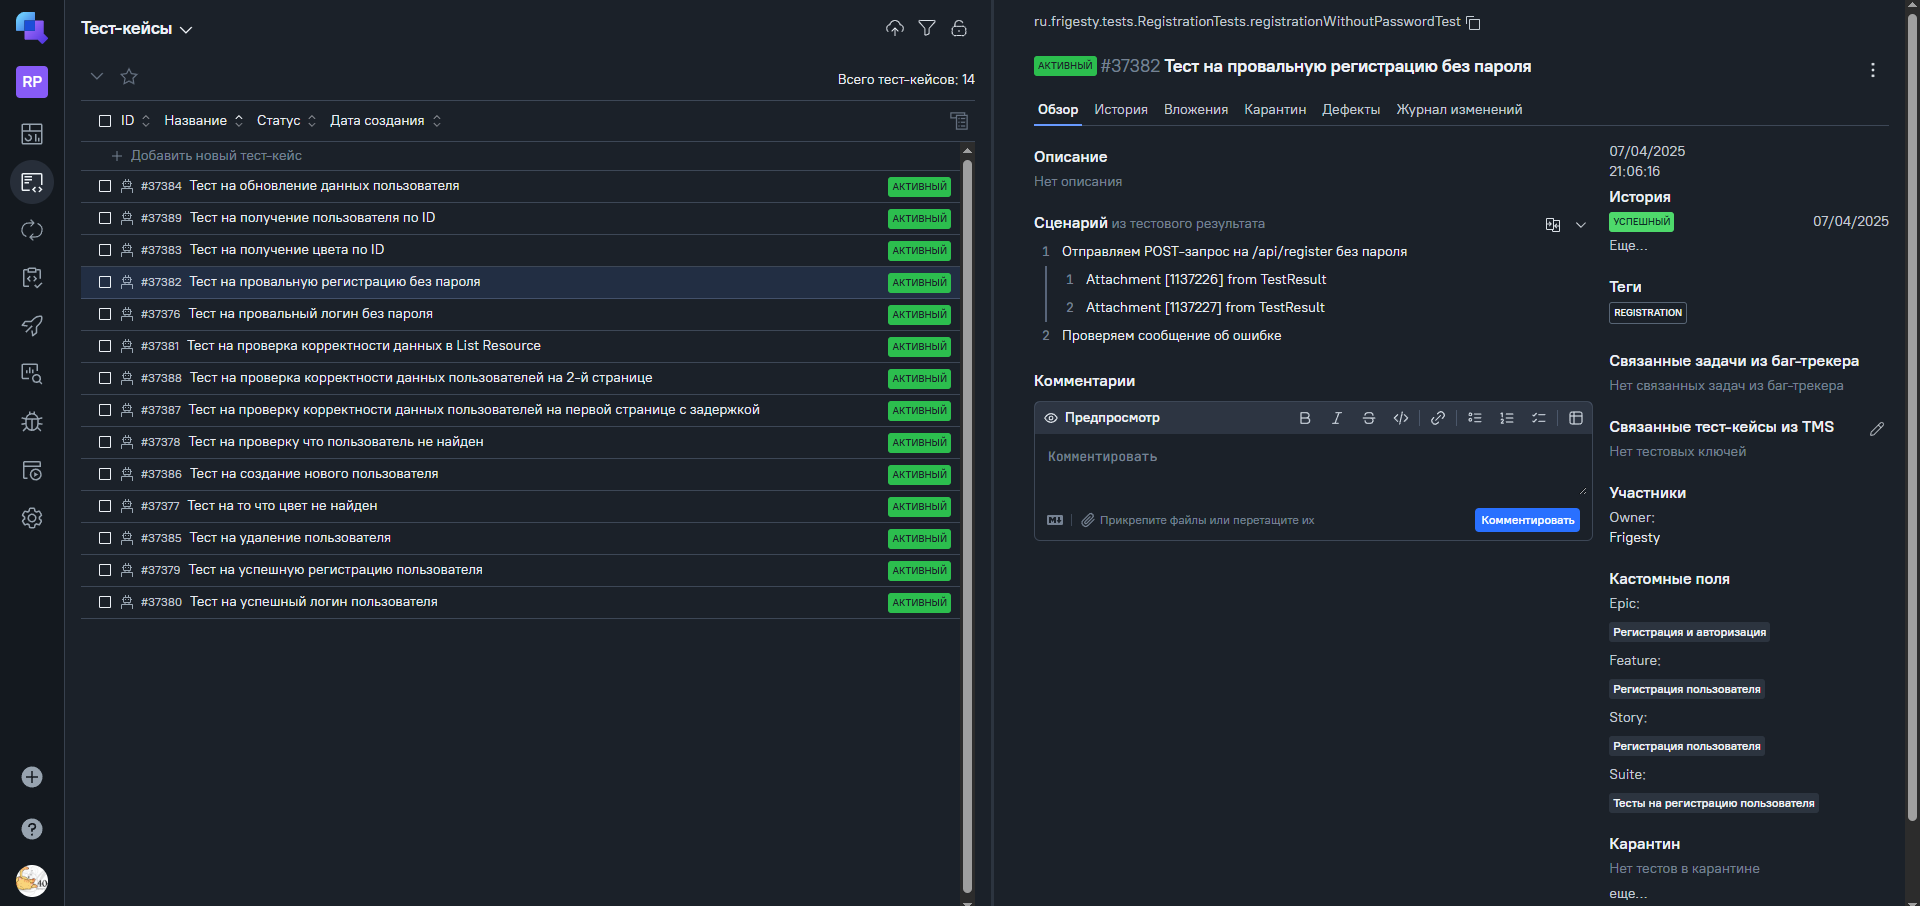 RP
Тест-кейсы
Всего тест-кейсов: 14
ID Название Статус Дата создания
Добавить новый тест-кейс
#37384 Тест на обновление данных пользователя АКТИВНЫЙ
#37389 Тест на получение пользователя по ID АКТИВНЫЙ
#37383 Тест на получение цвета по ID АКТИВНЫЙ
#37382 Тест на провальную регистрацию без пароля АКТИВНЫЙ
#37376 Тест на провальный логин без пароля АКТИВНЫЙ
#37381 Тест на проверка корректности данных в List Resource АКТИВНЫЙ
#37388 Тест на проверка корректности данных пользователей на 2-й странице АКТИВНЫЙ
#37387 Тест на проверку корректности данных пользователей на первой странице с задержкой АКТИВНЫЙ
#37378 Тест на проверку что пользователь не найден АКТИВНЫЙ
#37386 Тест на создание нового пользователя АКТИВНЫЙ
#37377 Тест на то что цвет не найден АКТИВНЫЙ
#37385 Тест на удаление пользователя АКТИВНЫЙ
#37379 Тест на успешную регистрацию пользователя АКТИВНЫЙ
#37380 Тест на успешный логин пользователя АКТИВНЫЙ
ru.frigesty.tests.RegistrationTests.registrationWithoutPasswordTest
АКТИВНЫЙ #37382 Тест на провальную регистрацию без пароля
Обзор История Вложения Карантин Дефекты Журнал изменений
Описание
Нет описания
Сценарий из тестового результата
1 Отправляем POST-запрос на /api/register без пароля
1 Attachment [1137226] from TestResult
2 Attachment [1137227] from TestResult
2 Проверяем сообщение об ошибке
Комментарии
Предпросмотр
Комментировать
Прикрепите файлы или перетащите их
Комментировать
07/04/2025
21:06:16
История
УСПЕШНЫЙ 07/04/2025
Еще...
Теги
REGISTRATION
Связанные задачи из баг-трекера
Нет связанных задач из баг-трекера
Связанные тест-кейсы из TMS
Нет тестовых ключей
Участники
Owner:
Frigesty
Кастомные поля
Epic:
Регистрация и авторизация
Feature:
Регистрация пользователя
Story:
Регистрация пользователя
Suite:
Тесты на регистрацию пользователя
Карантин
Нет тестов в карантине
еще...